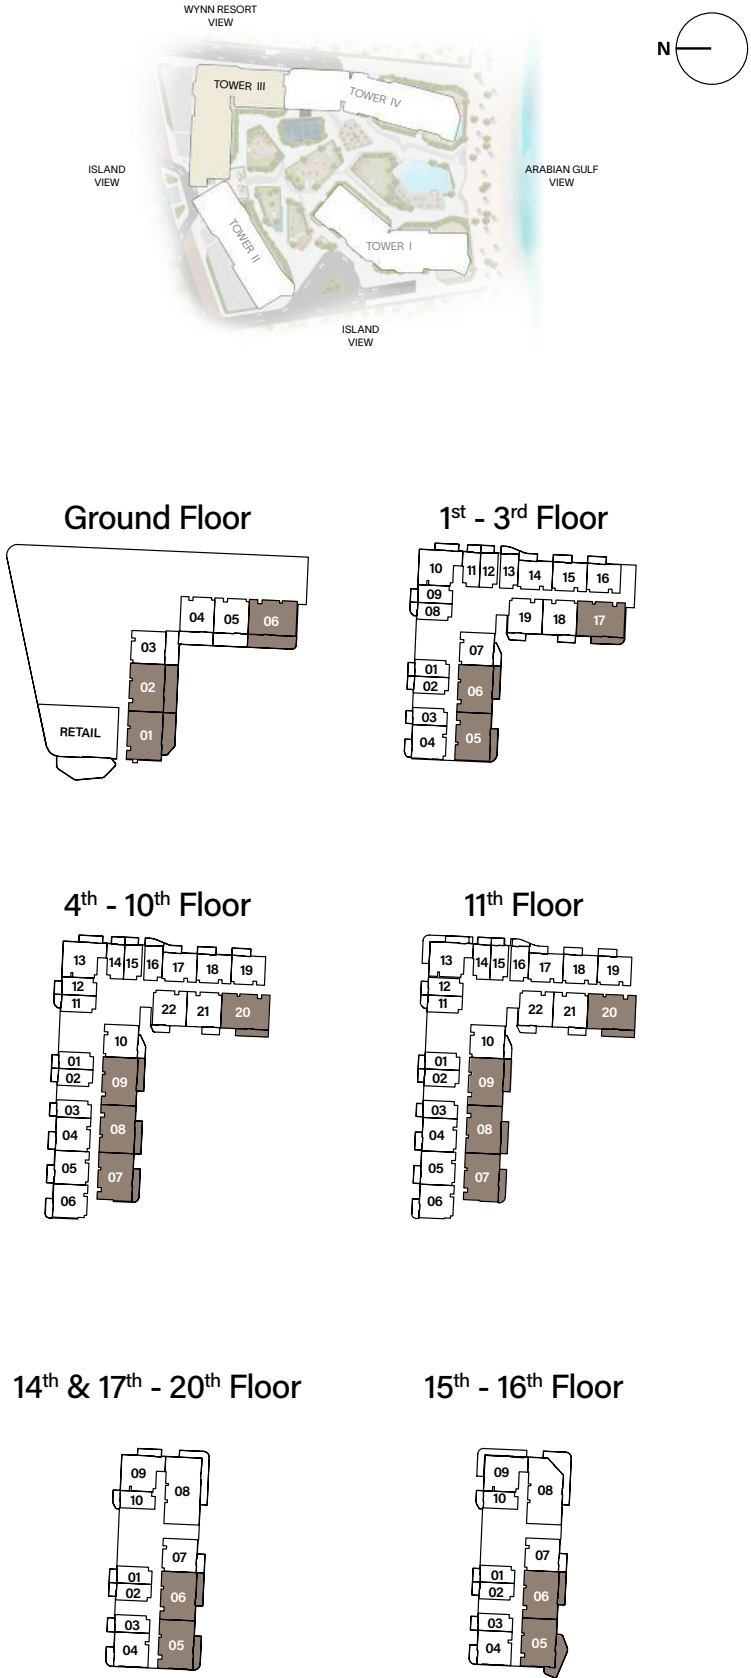 WYNN RESORT
VIEW
N
TOWER III
TOWER IV
ISLAND
VIEW
ARABIAN GULF
VIEW
TOWER II
TOWER I
ISLAND
VIEW
Ground Floor
04 05 06
03
02
01
RETAIL
1st - 3rd Floor
10 11 12 13 14 15 16
09
08
19 18 17
07
01
02
06
03
04
05
4th - 10th Floor
13 14 15 16 17 18 19
12
11
22 21 20
10
01
02
09
03
04
08
05
07
06
11th Floor
13 14 15 16 17 18 19
12
11
22 21 20
10
01
02
09
03
04
08
05
07
06
14th & 17th - 20th Floor
09
08
10
07
01
02
06
03
04
05
15th - 16th Floor
09
08
10
07
01
02
06
03
04
05